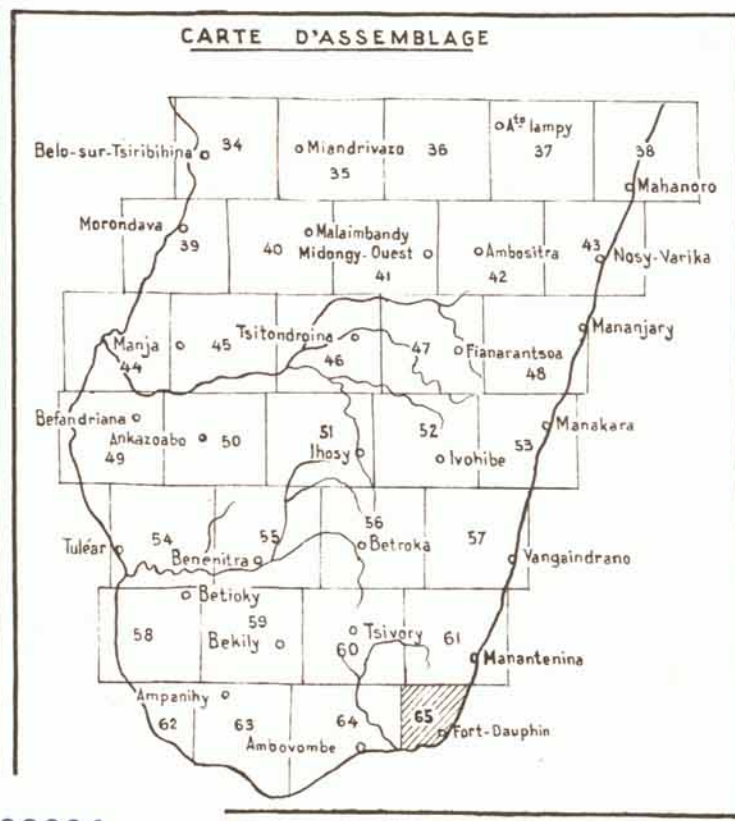 CARTE D'ASSEMBLAGE
Belo-sur-Tsiribihina 34 Miandrivazo 35 36 Ate lampy 37 38 Mahanoro
Morondava 39 40 Malaimbandy Midongy-Ouest 41 Ambositra 42 43 Nosy-Varika
Manja 44 45 Tsitondroina 46 47 Fianarantsoa 48 Mananjary
Befandriana 49 Ankazoabo 50 51 Ihosy 52 Ivohibe 53 Manakara
Tuléar 54 Benenitra 55 56 Betroka 57 Vangaindrano
Betioky 58 59 Bekily Tsivory 60 61 Manantenina
Ampanihy 62 63 64 Ambovombe 65 Fort-Dauphin